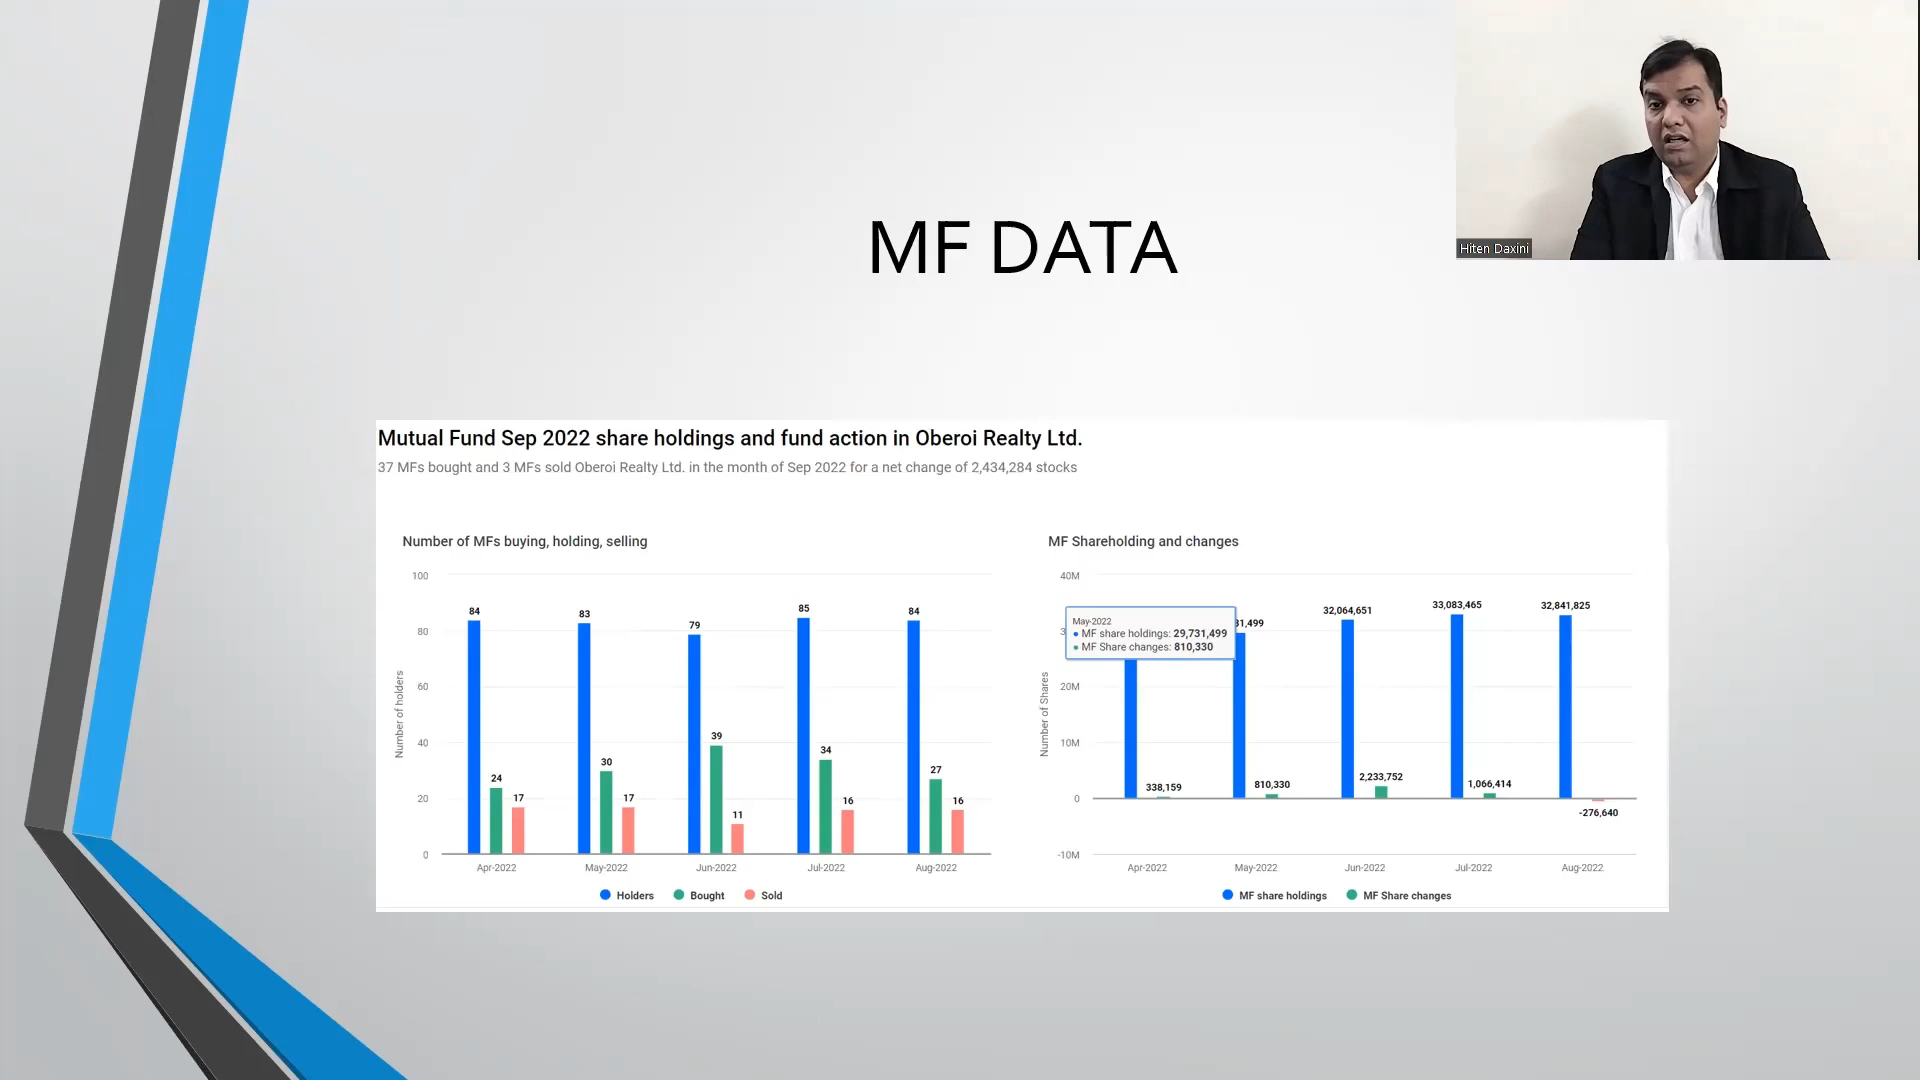 Hiten Daxini
MF DATA
Mutual Fund Sep 2022 share holdings and fund action in Oberoi Realty Ltd.
37 MFs bought and 3 MFs sold Oberoi Realty Ltd. in the month of Sep 2022 for a net change of 2,434,284 stocks
Number of MFs buying, holding, selling
100
80
60
40
20
0
Number of holders
84
24
17
83
30
17
79
39
11
85
34
16
84
27
16
Apr-2022
May-2022
Jun-2022
Jul-2022
Aug-2022
Holders
Bought
Sold
MF Shareholding and changes
40M
3
20M
10M
0
-10M
Number of Shares
May-2022
MF share holdings: 29,731,499
MF Share changes: 810,330
31,499
32,064,651
33,083,465
32,841,825
338,159
810,330
2,233,752
1,066,414
-276,640
Apr-2022
May-2022
Jun-2022
Jul-2022
Aug-2022
MF share holdings
MF Share changes